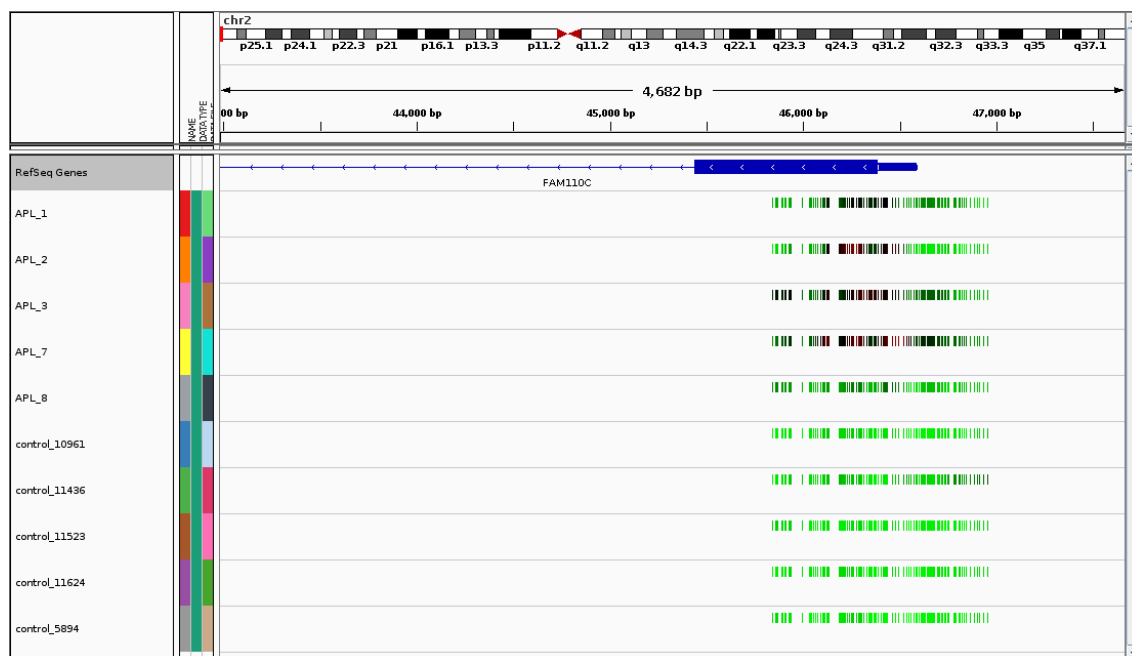 chr2
p25.1 p24.1 p22.3 p21 p16.1 p13.3 p11.2 q11.2 q13 q14.3 q22.1 q23.3 q24.3 q31.2 q32.3 q33.3 q35 q37.1
4,682 bp
00 bp 44,000 bp 45,000 bp 46,000 bp 47,000 bp
NAME
DATA TYPE
RefSeq Genes
FAM110C
APL_1
APL_2
APL_3
APL_7
APL_8
control_10961
control_11436
control_11523
control_11624
control_5894